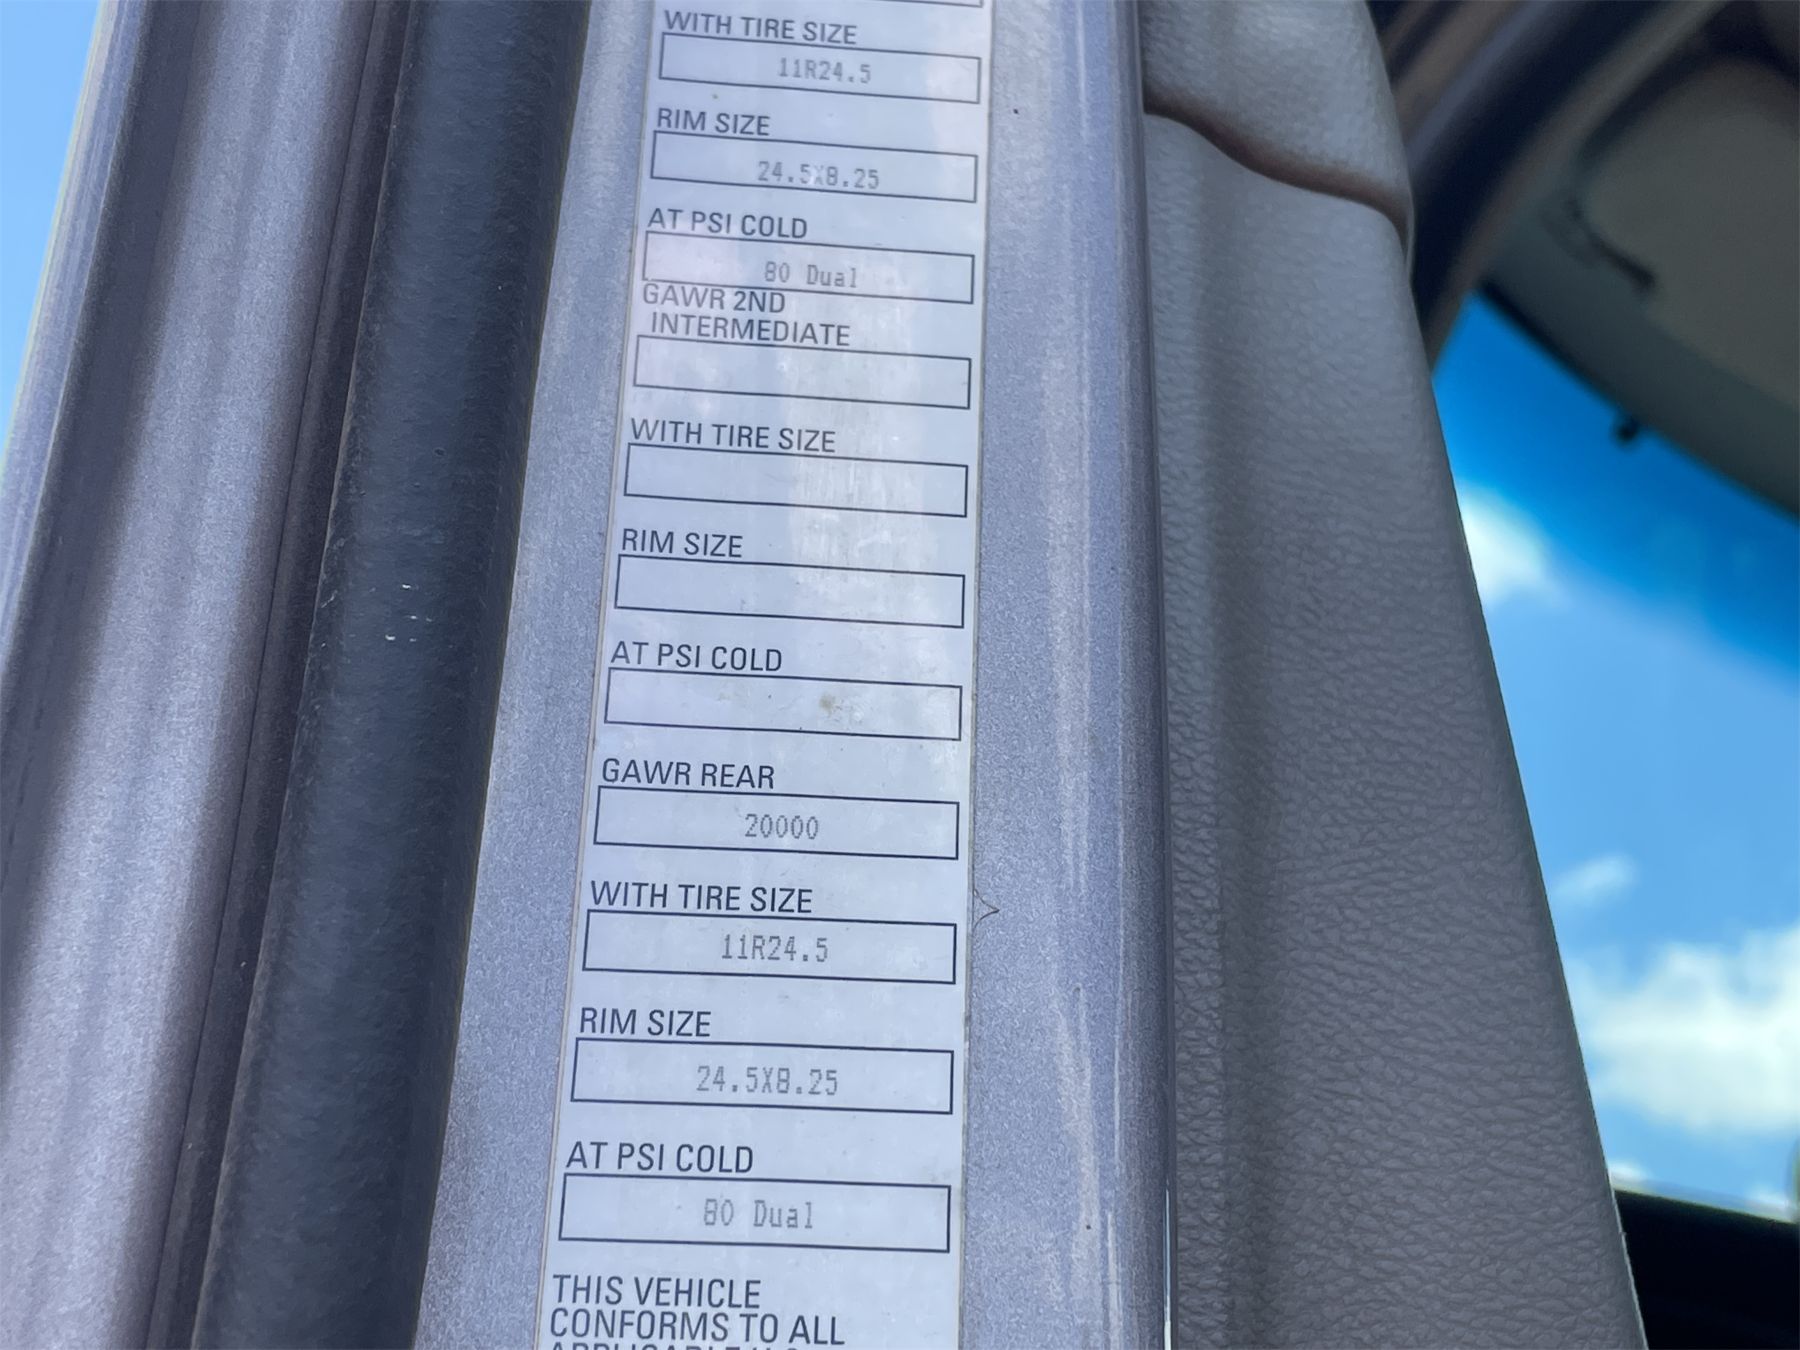 WITH TIRE SIZE
11R24.5
RIM SIZE
24.5X8.25
AT PSI COLD
80 Dual
GAWR 2ND
INTERMEDIATE
WITH TIRE SIZE
RIM SIZE
AT PSI COLD
GAWR REAR
20000
WITH TIRE SIZE
11R24.5
RIM SIZE
24.5X8.25
AT PSI COLD
80 Dual
THIS VEHICLE
CONFORMS TO ALL